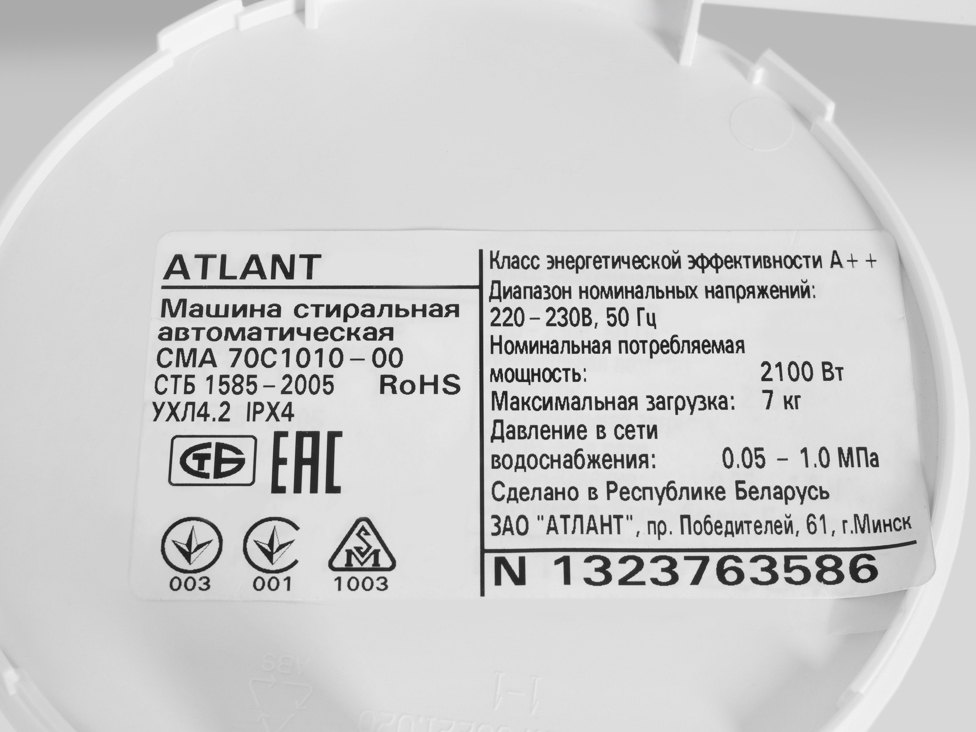 ATLANT
Машина стиральная
автоматическая
СМА 70С1010-00
СТБ 1585-2005 RoHS
УХЛ4.2 IPX4
СТБ ЕАС
003 001 1003
Класс энергетической эффективности А++
Диапазон номинальных напряжений:
220-230В, 50 Гц
Номинальная потребляемая
мощность: 2100 Вт
Максимальная загрузка: 7 кг
Давление в сети
водоснабжения: 0.05 - 1.0 МПа
Сделано в Республике Беларусь
ЗАО "АТЛАНТ", пр. Победителей, 61, г.Минск
N 1323763586